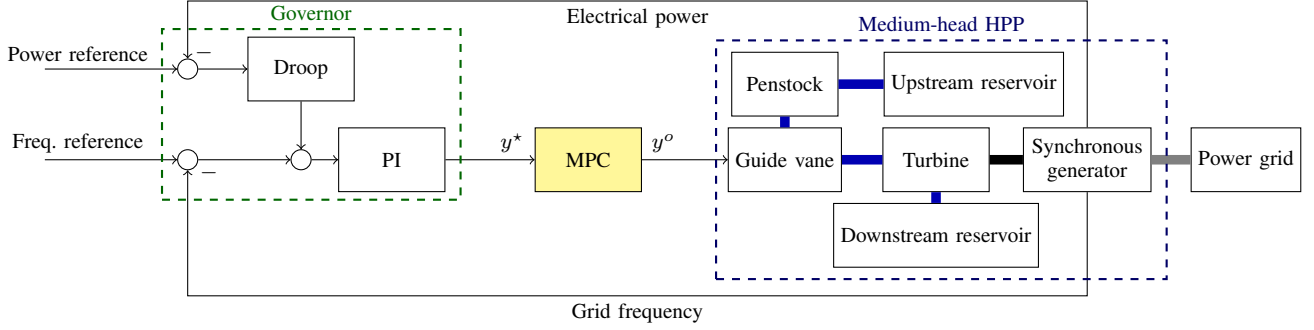 Governor
Electrical power
Medium-head HPP
Power reference
−
Droop
Penstock
Upstream reservoir
Freq. reference
−
PI
y⋆
MPC
yᵒ
Guide vane
Turbine
Synchronous
generator
Power grid
Downstream reservoir
Grid frequency